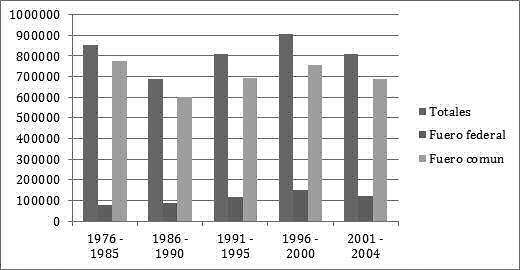 1000000
900000
800000
700000
600000
500000
400000
300000
200000
100000
0
1976 - 1986 - 1991 - 1996 - 2001 -
1985 1990 1995 2000 2004
Totales
Fuero federal
Fuero comun